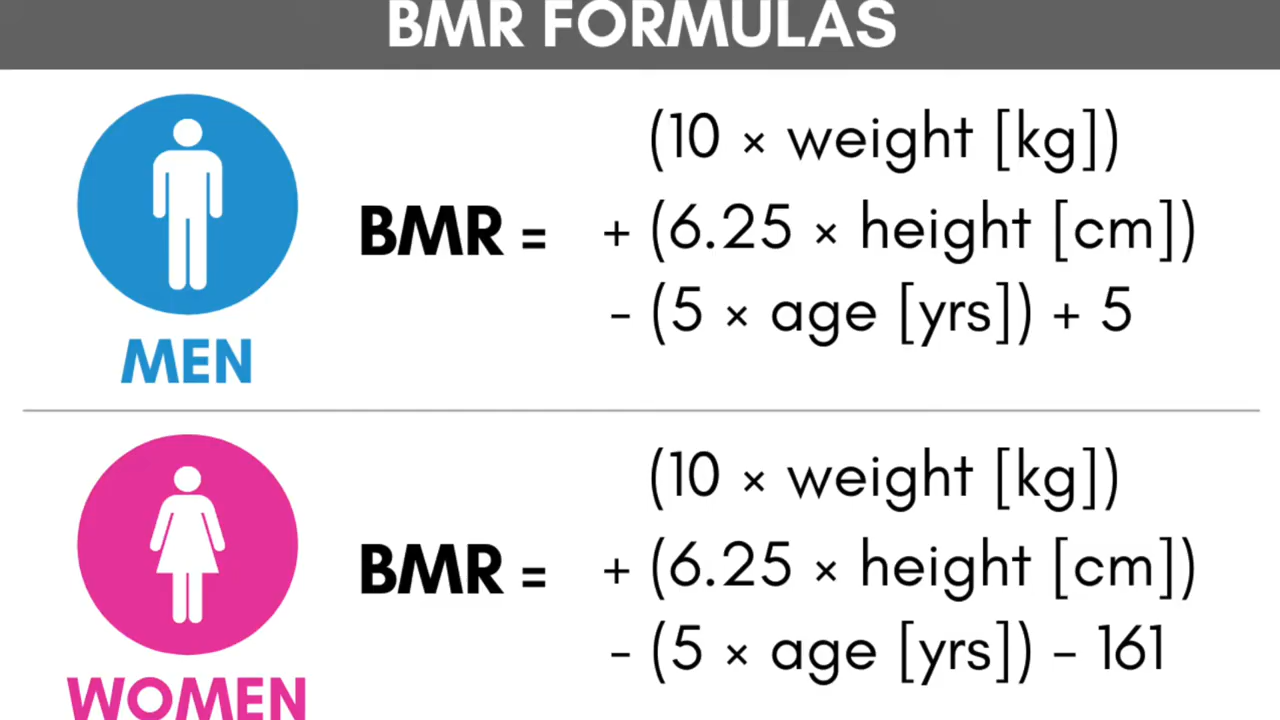 BMR FORMULAS
(10 × weight [kg])
BMR = + (6.25 × height [cm])
- (5 × age [yrs]) + 5
MEN
(10 × weight [kg])
BMR = + (6.25 × height [cm])
- (5 × age [yrs]) – 161
WOMEN